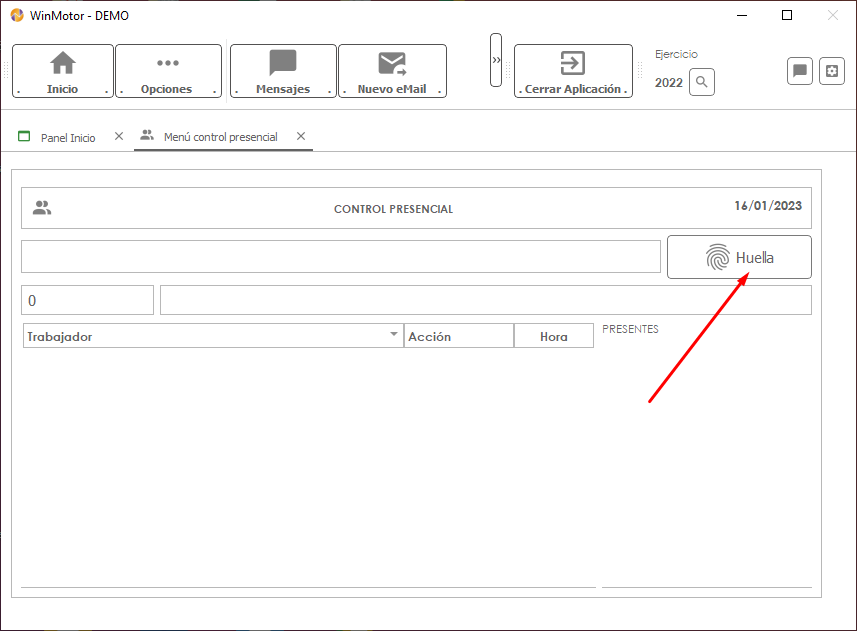 WinMotor - DEMO
Inicio
. Opciones .
. Mensajes .
. Nuevo eMail .
»
. Cerrar Aplicación .
Ejercicio
2022
Panel Inicio
Menú control presencial
CONTROL PRESENCIAL
16/01/2023
Huella
0
Trabajador
Acción
Hora
PRESENTES